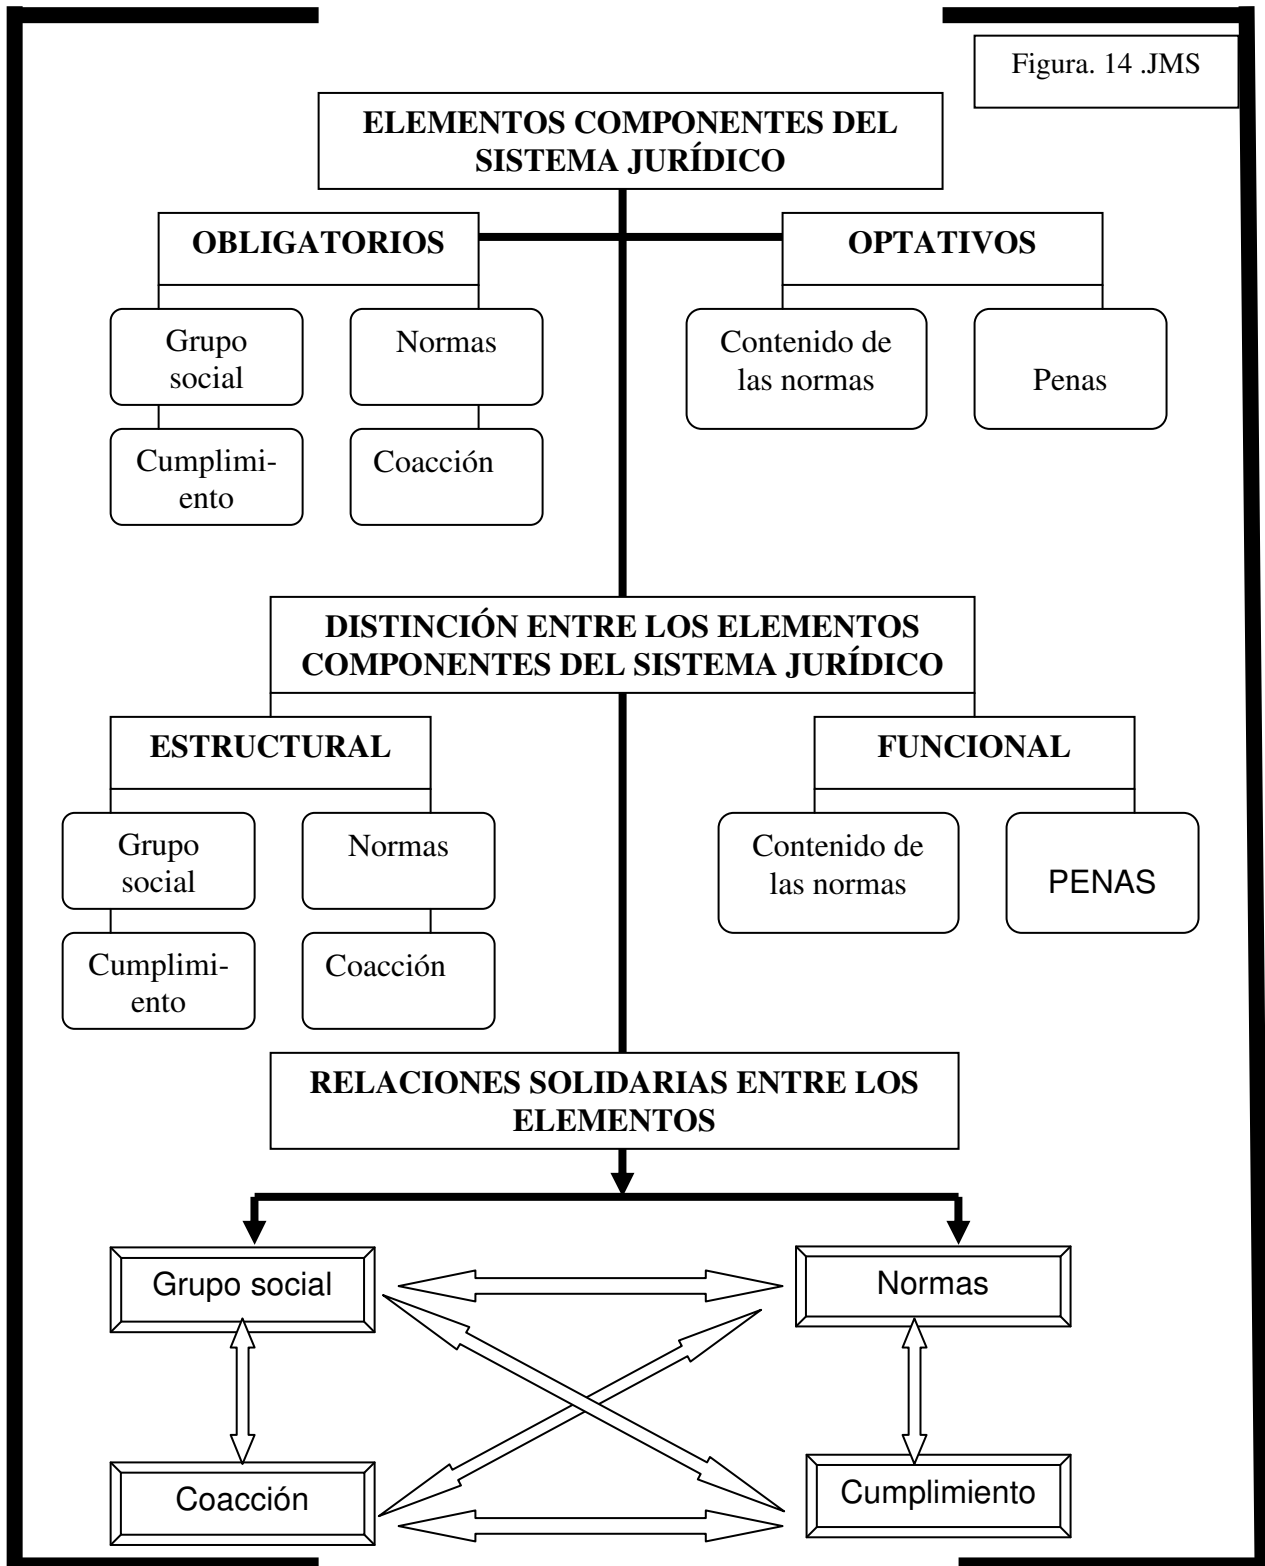 Figura. 14 .JMS
ELEMENTOS COMPONENTES DEL
SISTEMA JURÍDICO
OBLIGATORIOS
OPTATIVOS
Grupo
social
Normas
Contenido de
las normas
Penas
Cumplimi-
ento
Coacción
DISTINCIÓN ENTRE LOS ELEMENTOS
COMPONENTES DEL SISTEMA JURÍDICO
ESTRUCTURAL
FUNCIONAL
Grupo
social
Normas
Contenido de
las normas
PENAS
Cumplimi-
ento
Coacción
RELACIONES SOLIDARIAS ENTRE LOS
ELEMENTOS
Grupo social
Normas
Coacción
Cumplimiento